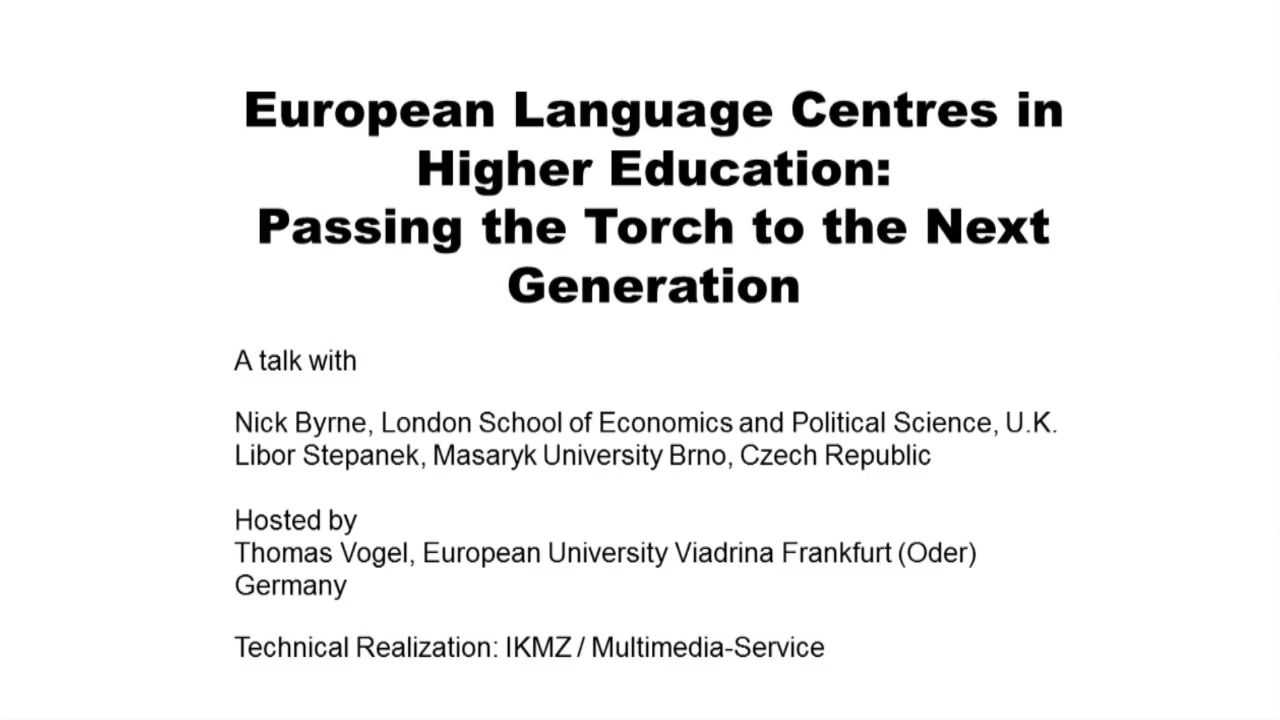 European Language Centres in
Higher Education:
Passing the Torch to the Next
Generation
A talk with
Nick Byrne, London School of Economics and Political Science, U.K.
Libor Stepanek, Masaryk University Brno, Czech Republic
Hosted by
Thomas Vogel, European University Viadrina Frankfurt (Oder)
Germany
Technical Realization: IKMZ / Multimedia-Service